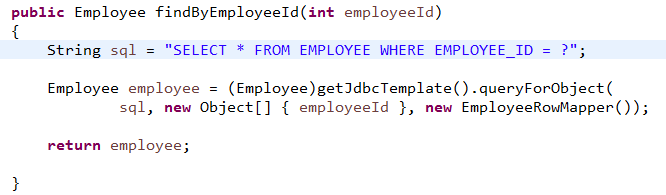 public Employee findByEmployeeId(int employeeId)
{
String sql = "SELECT * FROM EMPLOYEE WHERE EMPLOYEE_ID = ?";
Employee employee = (Employee)getJdbcTemplate().queryForObject(
sql, new Object[] { employeeId }, new EmployeeRowMapper());
return employee;
}